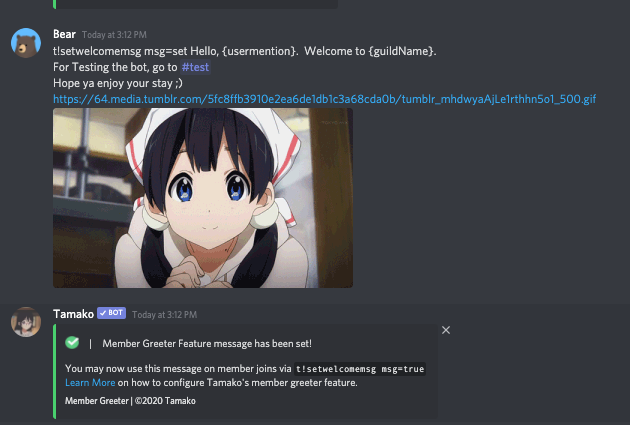 Bear Today at 3:12 PM
t!setwelcomemsg msg=set Hello, {usermention}. Welcome to {guildName}.
For Testing the bot, go to #test
Hope ya enjoy your stay ;)
https://64.media.tumblr.com/5fc8ffb3910e2ea6de1db1c3a68cda0b/tumblr_mhdwyaAjLe1rthhn5o1_500.gif
Tamako BOT Today at 3:12 PM
| Member Greeter Feature message has been set!
You may now use this message on member joins via t!setwelcomemsg msg=true
Learn More on how to configure Tamako's member greeter feature.
Member Greeter | ©2020 Tamako